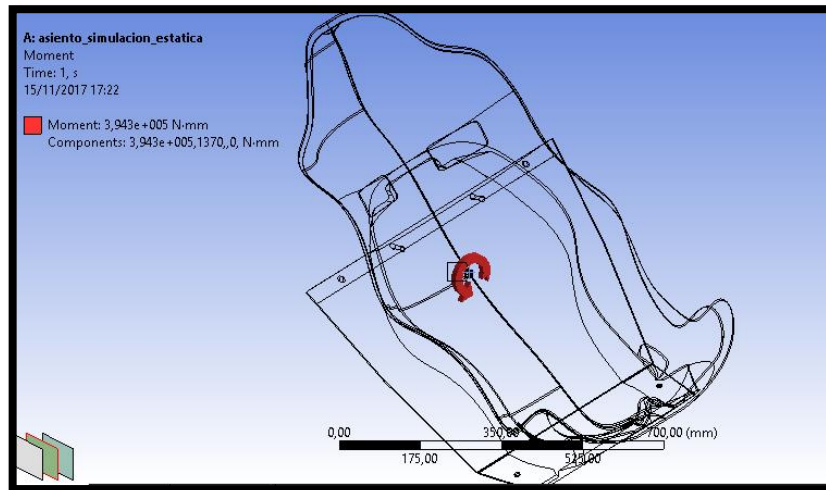 A: asiento_simulacion_estatica
Moment
Time: 1, s
15/11/2017 17:22
Moment: 3,943e+005 N·mm
Components: 3,943e+005,1370,,0, N·mm
0,00
350,00
700,00 (mm)
175,00
525,00